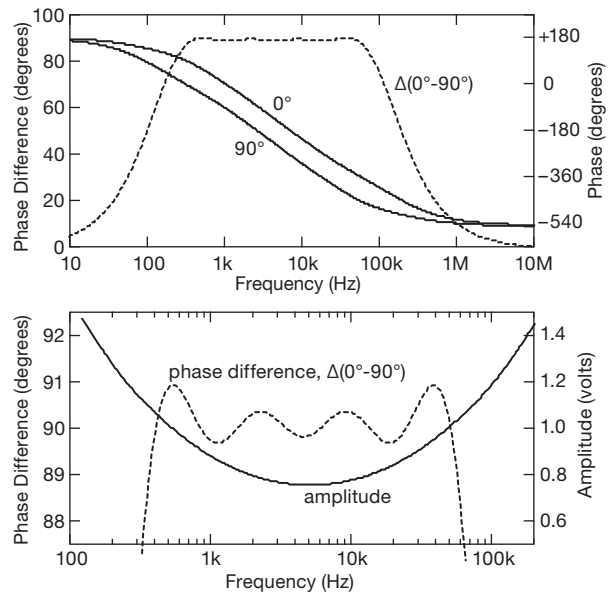 Phase Difference (degrees)
100
80
60
40
20
0
10
100
1k
10k
100k
1M
10M
Frequency (Hz)
+180
0
−180
−360
−540
Phase (degrees)
0°
90°
Δ(0°-90°)
Phase Difference (degrees)
92
91
90
89
88
100
1k
10k
100k
Frequency (Hz)
1.4
1.2
1.0
0.8
0.6
Amplitude (volts)
phase difference, Δ(0°-90°)
amplitude